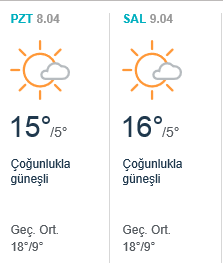 PZT 8.04
15°/5°
Çoğunlukla
güneşli
Geç. Ort.
18°/9°
SAL 9.04
16°/5°
Çoğunlukla
güneşli
Geç. Ort.
18°/9°